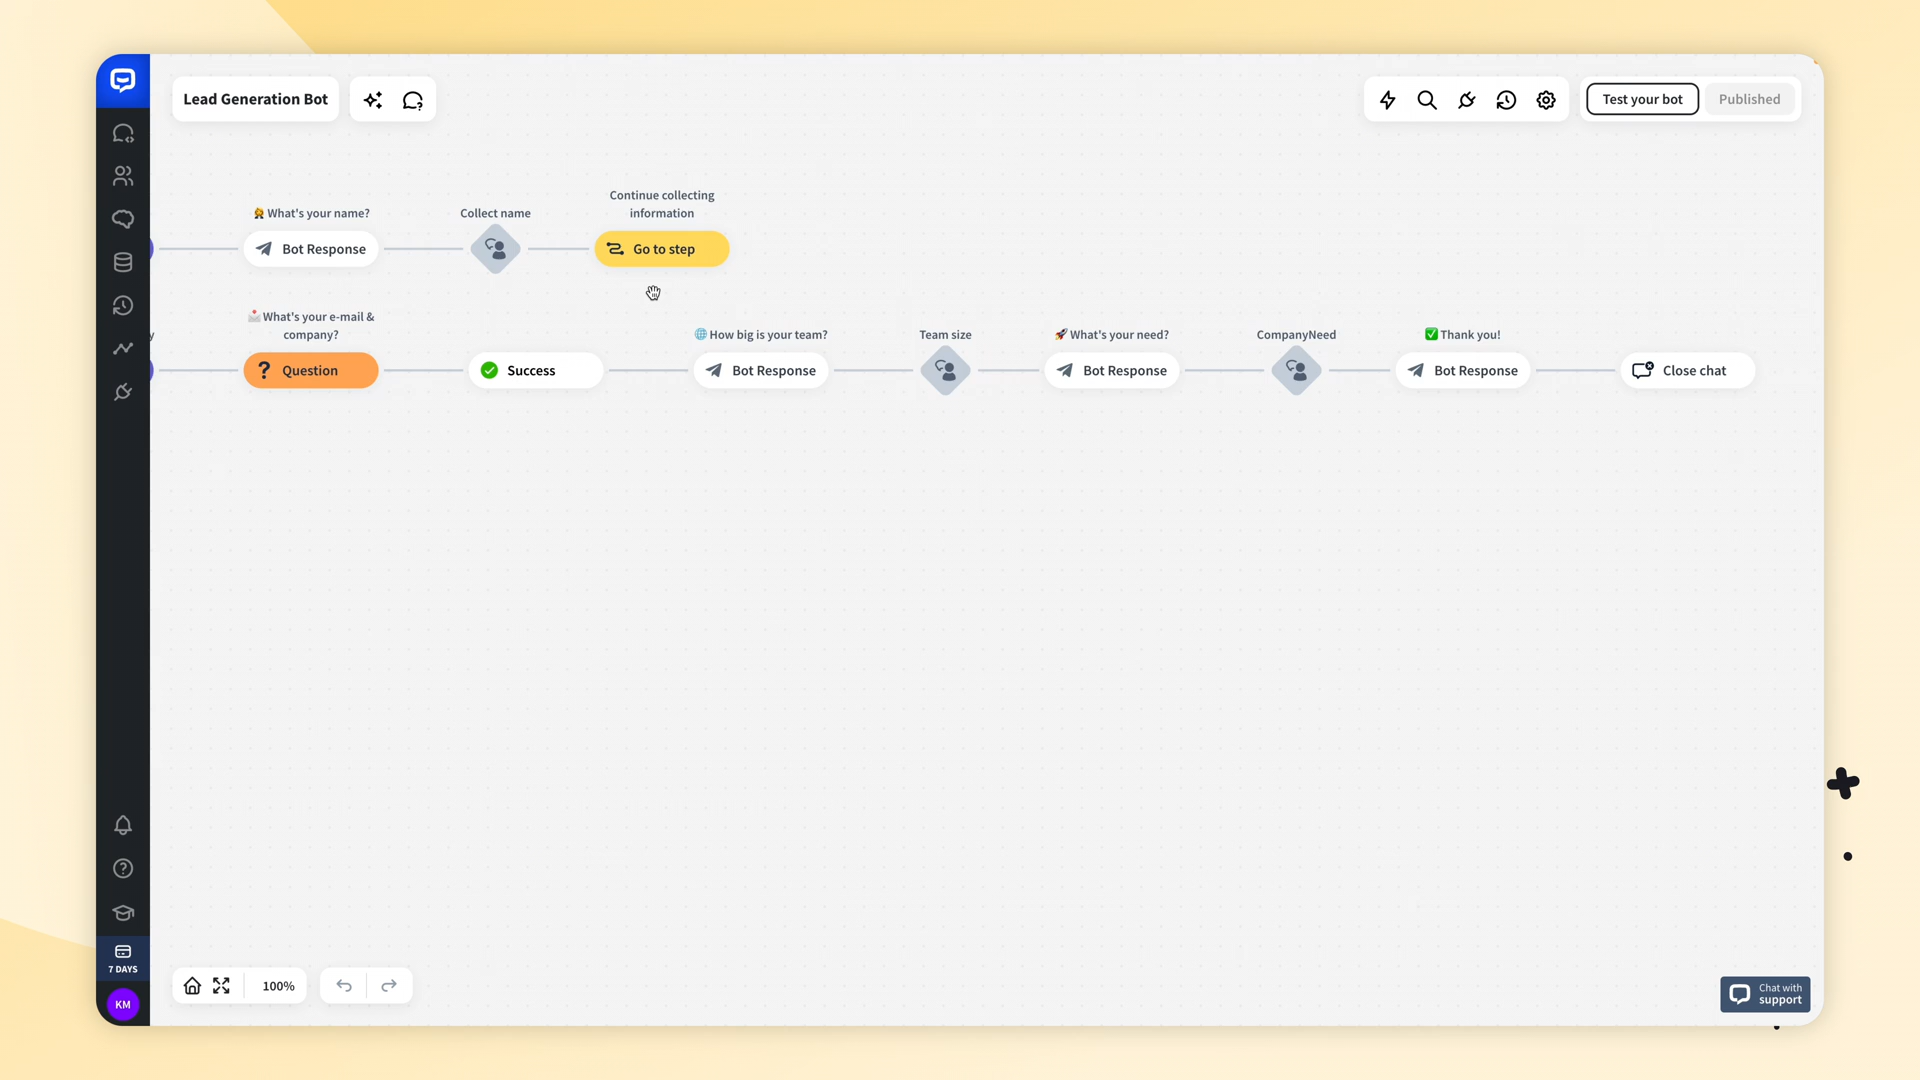 Lead Generation Bot
Test your bot
Published
What's your name?
Collect name
Continue collecting
information
Bot Response
Go to step
y
What's your e-mail &
company?
How big is your team?
Team size
What's your need?
CompanyNeed
Thank you!
? Question
Success
Bot Response
Bot Response
Bot Response
Close chat
7 DAYS
KM
100%
Chat with
support